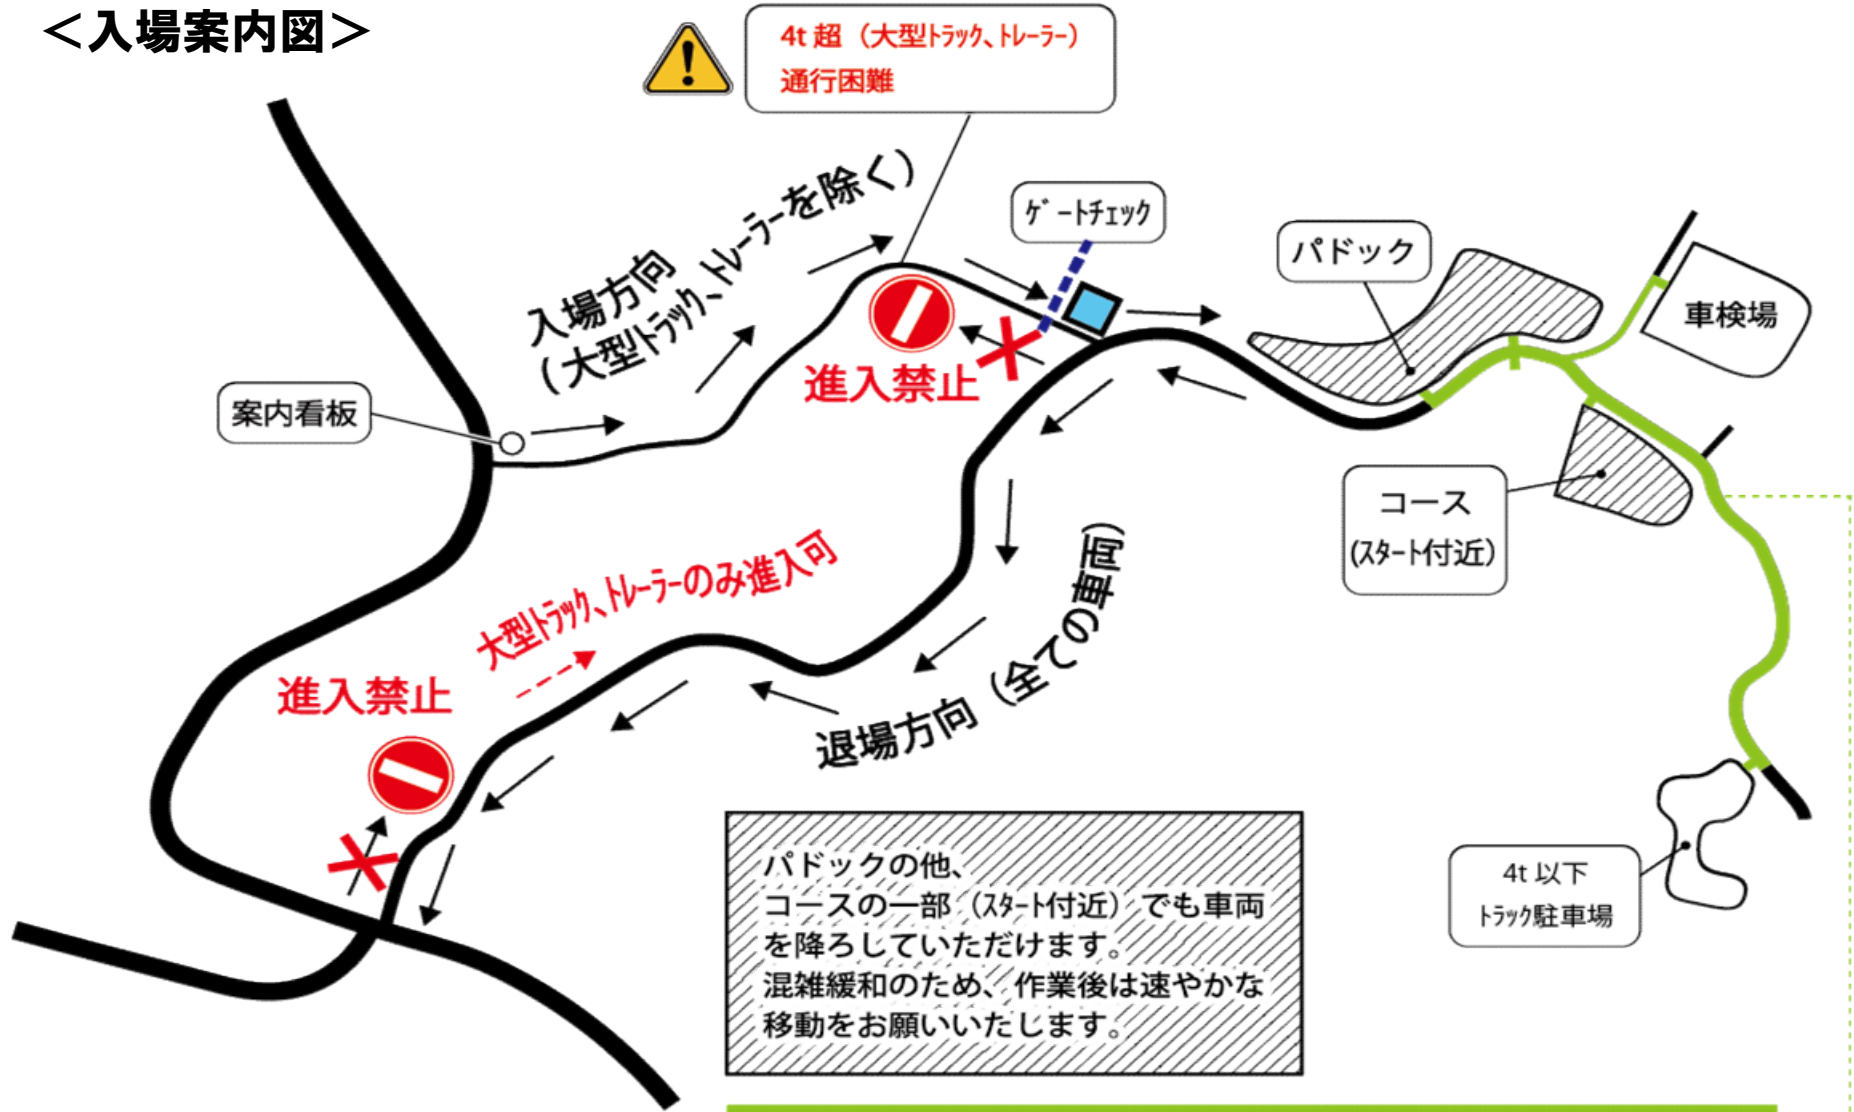 ＜入場案内図＞
4t 超（大型ﾄﾗｯｸ、ﾄﾚｰﾗｰ）
通行困難
入場方向
（大型ﾄﾗｯｸ、ﾄﾚｰﾗｰを除く）
ｹﾞｰﾄﾁｪｯｸ
パドック
車検場
進入禁止
案内看板
コース
(ｽﾀｰﾄ付近)
大型ﾄﾗｯｸ、ﾄﾚｰﾗｰのみ進入可
進入禁止
退場方向（全ての車両）
パドックの他、
コースの一部（ｽﾀｰﾄ付近）でも車両
を降ろしていただけます。
混雑緩和のため、作業後は速やかな
移動をお願いいたします。
4t 以下
ﾄﾗｯｸ駐車場